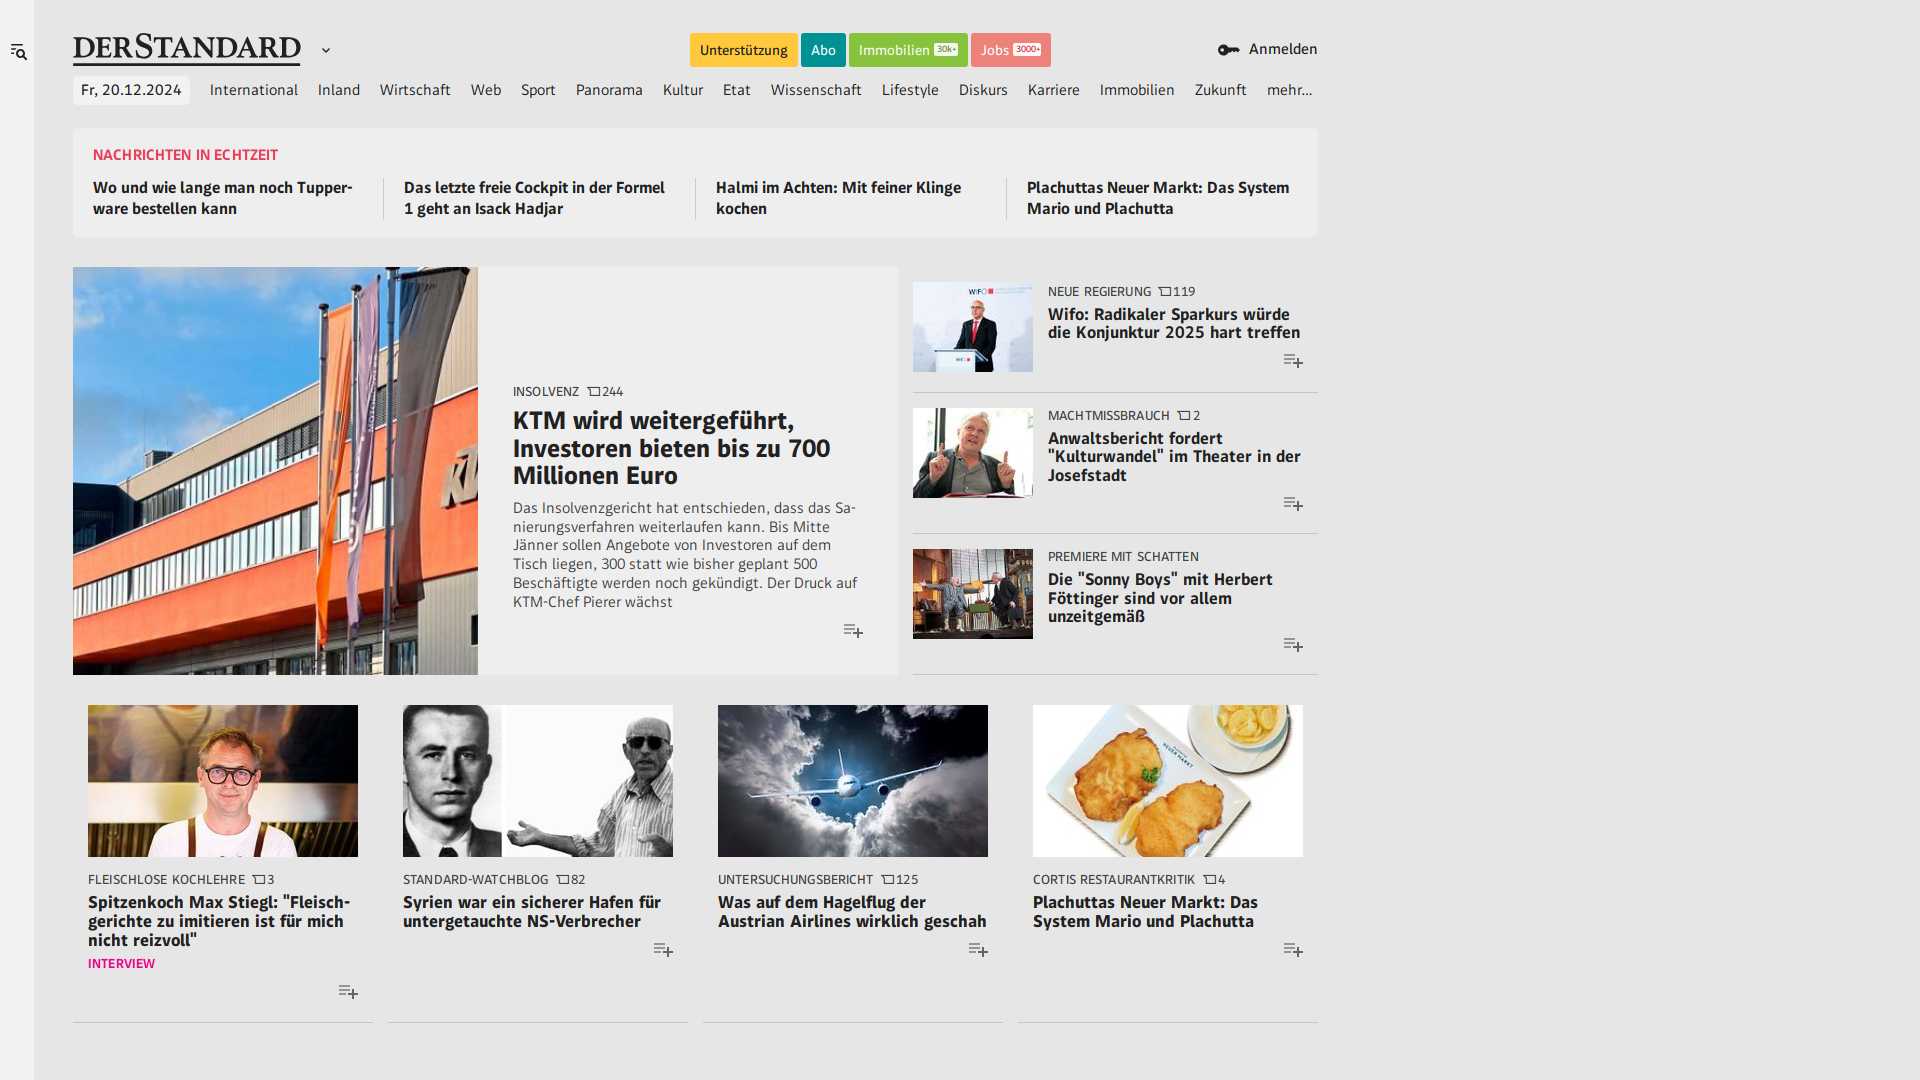 DERSTANDARD
Unterstützung
Abo
Immobilien 30k+
Jobs 3000+
Anmelden
Fr, 20.12.2024
International
Inland
Wirtschaft
Web
Sport
Panorama
Kultur
Etat
Wissenschaft
Lifestyle
Diskurs
Karriere
Immobilien
Zukunft
mehr...
NACHRICHTEN IN ECHTZEIT
Wo und wie lange man noch Tupper-
ware bestellen kann
Das letzte freie Cockpit in der Formel
1 geht an Isack Hadjar
Halmi im Achten: Mit feiner Klinge
kochen
Plachuttas Neuer Markt: Das System
Mario und Plachutta
INSOLVENZ 244
KTM wird weitergeführt,
Investoren bieten bis zu 700
Millionen Euro
Das Insolvenzgericht hat entschieden, dass das Sa-
nierungsverfahren weiterlaufen kann. Bis Mitte
Jänner sollen Angebote von Investoren auf dem
Tisch liegen, 300 statt wie bisher geplant 500
Beschäftigte werden noch gekündigt. Der Druck auf
KTM-Chef Pierer wächst
WIFO
WIFO
NEUE REGIERUNG 119
Wifo: Radikaler Sparkurs würde
die Konjunktur 2025 hart treffen
MACHTMISSBRAUCH 2
Anwaltsbericht fordert
"Kulturwandel" im Theater in der
Josefstadt
PREMIERE MIT SCHATTEN
Die "Sonny Boys" mit Herbert
Föttinger sind vor allem
unzeitgemäß
FLEISCHLOSE KOCHLEHRE 3
Spitzenkoch Max Stiegl: "Fleisch-
gerichte zu imitieren ist für mich
nicht reizvoll"
INTERVIEW
STANDARD-WATCHBLOG 82
Syrien war ein sicherer Hafen für
untergetauchte NS-Verbrecher
UNTERSUCHUNGSBERICHT 125
Was auf dem Hagelflug der
Austrian Airlines wirklich geschah
NEUER MARKT
CORTIS RESTAURANTKRITIK 4
Plachuttas Neuer Markt: Das
System Mario und Plachutta